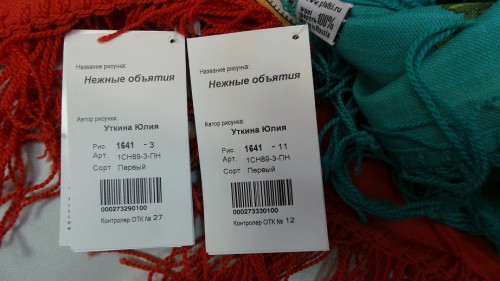 Название рисунка:
Нежные объятия
Автор рисунка:
Уткина Юлия
Рис. 1641 - 3
Арт. 1СН89-3-ПН
Сорт Первый
000273290100
Контролер ОТК № 27
Название рисунка:
Нежные объятия
Автор рисунка:
Уткина Юлия
Рис. 1641 - 11
Арт. 1СН89-3-ПН
Сорт Первый
000273330100
Контролер ОТК № 12
wool 100%